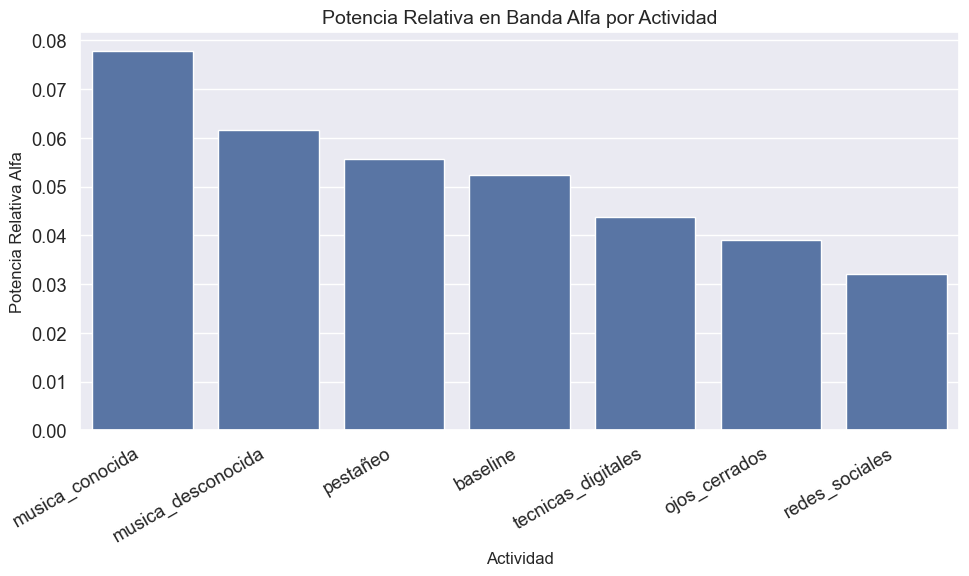 Potencia Relativa en Banda Alfa por Actividad
Potencia Relativa Alfa
0.08
0.07
0.06
0.05
0.04
0.03
0.02
0.01
0.00
musica_conocida
musica_desconocida
pestañeo
baseline
tecnicas_digitales
ojos_cerrados
redes_sociales
Actividad